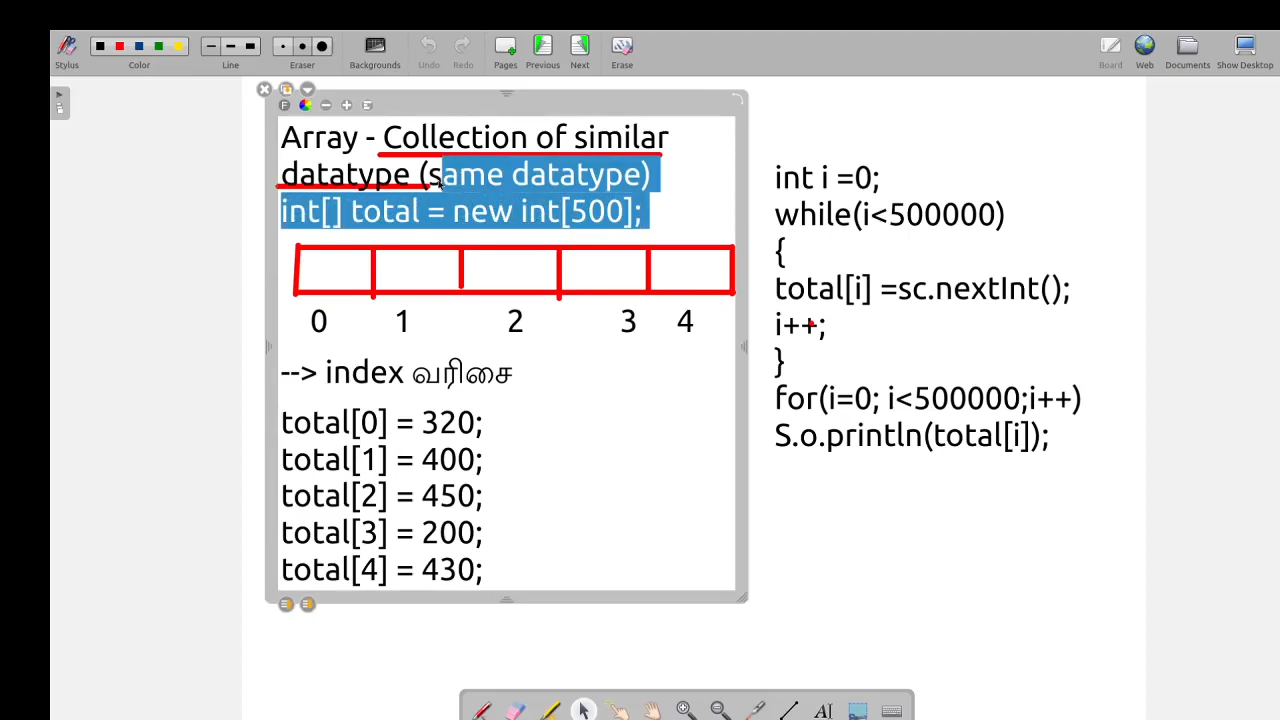 Stylus
Color
Line
Eraser
Backgrounds
Undo
Redo
Pages
Previous
Next
Erase
Board
Web
Documents
Show Desktop
Array - Collection of similar
datatype (same datatype)
int[] total = new int[500];
0 1 2 3 4
--> index வரிசை
total[0] = 320;
total[1] = 400;
total[2] = 450;
total[3] = 200;
total[4] = 430;
int i =0;
while(i<500000)
{
total[i] =sc.nextInt();
i++;
}
for(i=0; i<500000;i++)
S.o.println(total[i]);